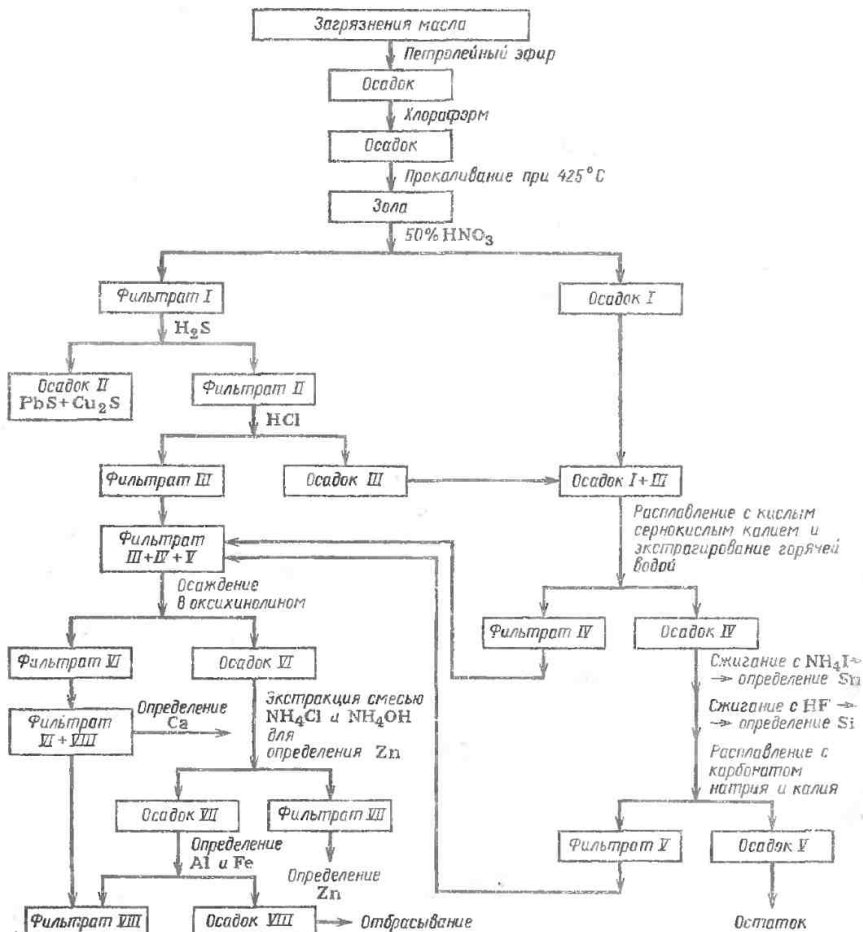 Загрязнения масла
Петролейный эфир
Осадок
Хлораформ
Осадок
Прокаливание при 425°C
Зола
50% HNO₃
Фильтрат I
Осадок I
H₂S
Осадок II
PbS+Cu₂S
Фильтрат II
HCl
Фильтрат III
Осадок III
Осадок I+III
Расплавление с кислым
сернокислым калием и
экстрагирование горячей
водой
Фильтрат
III+IV+V
Осаждение
8 оксихинолином
Фильтрат IV
Осадок IV
Фильтрат VI
Осадок VI
Сжигание с NH₄I→
→ определение Sn
Сжигание с HF →
→ определение Si
Расплавление с
карбонатом
натрия и калия
Фильтрат
VI+VIII
Определение
Ca
Экстракция смесью
NH₄Cl и NH₄OH
для
определения Zn
Осадок VII
Фильтрат VII
Фильтрат V
Осадок V
Определение
Al и Fe
Определение
Zn
Фильтрат VIII
Осадок VIII
Отбрасывание
Остаток